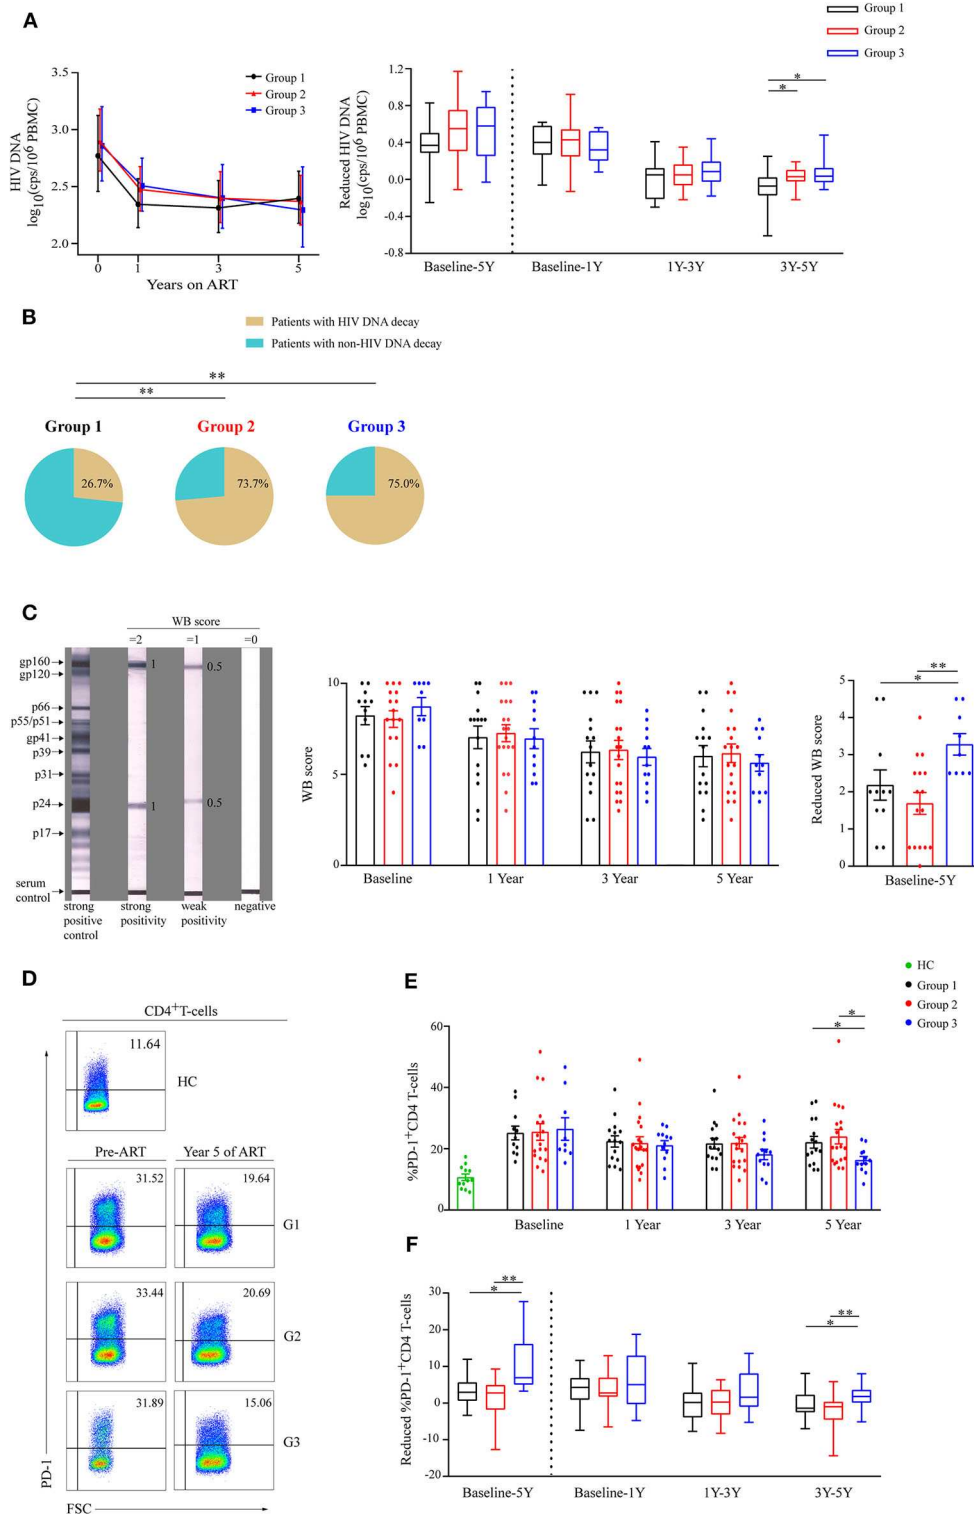 A
Group 1
Group 2
Group 3
3.5
3.0
2.5
2.0
HIV DNA
log10(cps/10^6 PBMC)
Group 1
Group 2
Group 3
0
1
3
5
Years on ART
1.2
0.8
0.4
0.0
-0.4
-0.8
Reduced HIV DNA
log10(cps/10^6 PBMC)
*
*
Baseline-5Y
Baseline-1Y
1Y-3Y
3Y-5Y
B
Patients with HIV DNA decay
Patients with non-HIV DNA decay
**
**
Group 1
Group 2
Group 3
26.7%
73.7%
75.0%
C
WB score
=2
=1
=0
gp160
gp120
p66
p55/p51
gp41
p39
p31
p24
p17
serum
control
1
0.5
1
0.5
strong
positive
control
strong
positivity
weak
positivity
negative
10
5
0
WB score
Baseline
1 Year
3 Year
5 Year
5
4
3
2
1
0
Reduced WB score
**
*
Baseline-5Y
D
CD4+T-cells
11.64
HC
Pre-ART
Year 5 of ART
31.52
19.64
G1
33.44
20.69
G2
31.89
15.06
G3
PD-1
FSC
E
HC
Group 1
Group 2
Group 3
60
40
20
0
%PD-1+CD4 T-cells
*
*
Baseline
1 Year
3 Year
5 Year
F
30
20
10
0
-10
-20
Reduced %PD-1+CD4 T-cells
**
*
**
*
Baseline-5Y
Baseline-1Y
1Y-3Y
3Y-5Y